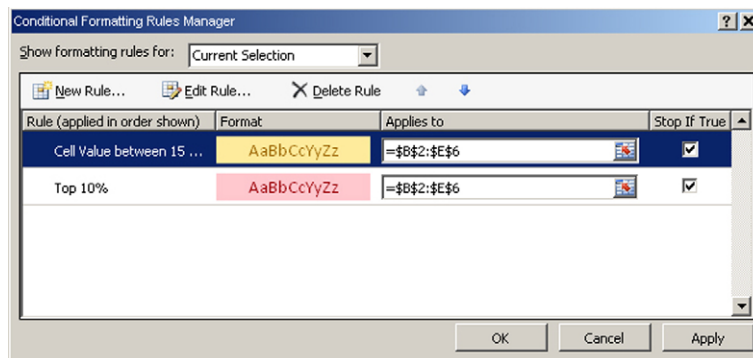 Conditional Formatting Rules Manager
Show formatting rules for: Current Selection
New Rule... Edit Rule... Delete Rule
Rule (applied in order shown) Format Applies to Stop If True
Cell Value between 15 ... AaBbCcYyZz =$B$2:$E$6
Top 10% AaBbCcYyZz =$B$2:$E$6
OK Cancel Apply